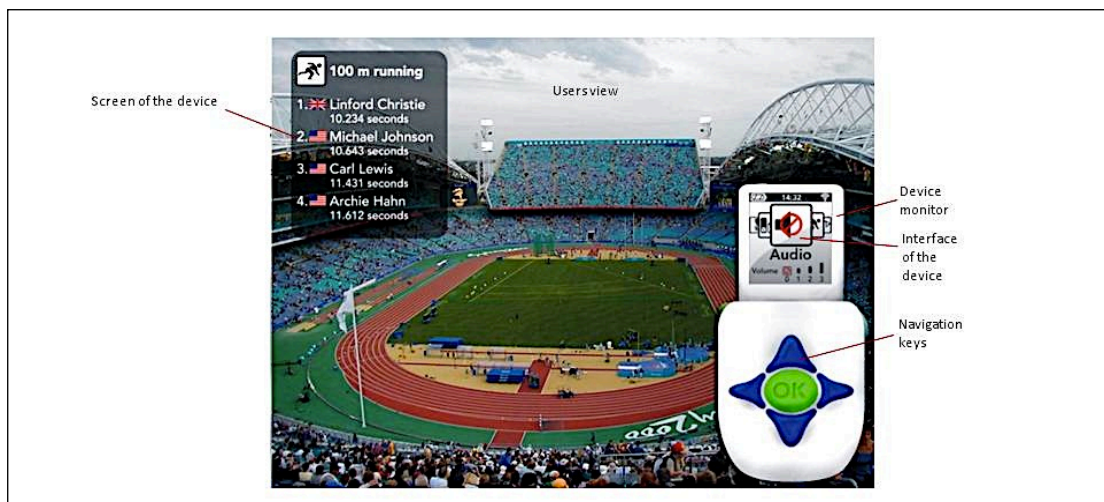 Users view
Screen of the device
100 m running
1. Linford Christie
10.234 seconds
2. Michael Johnson
10.643 seconds
3. Carl Lewis
11.431 seconds
4. Archie Hahn
11.612 seconds
Device
monitor
Interface
of the
device
14:32
Audio
Volume 0 1 2 3
Navigation
keys
OK
2000